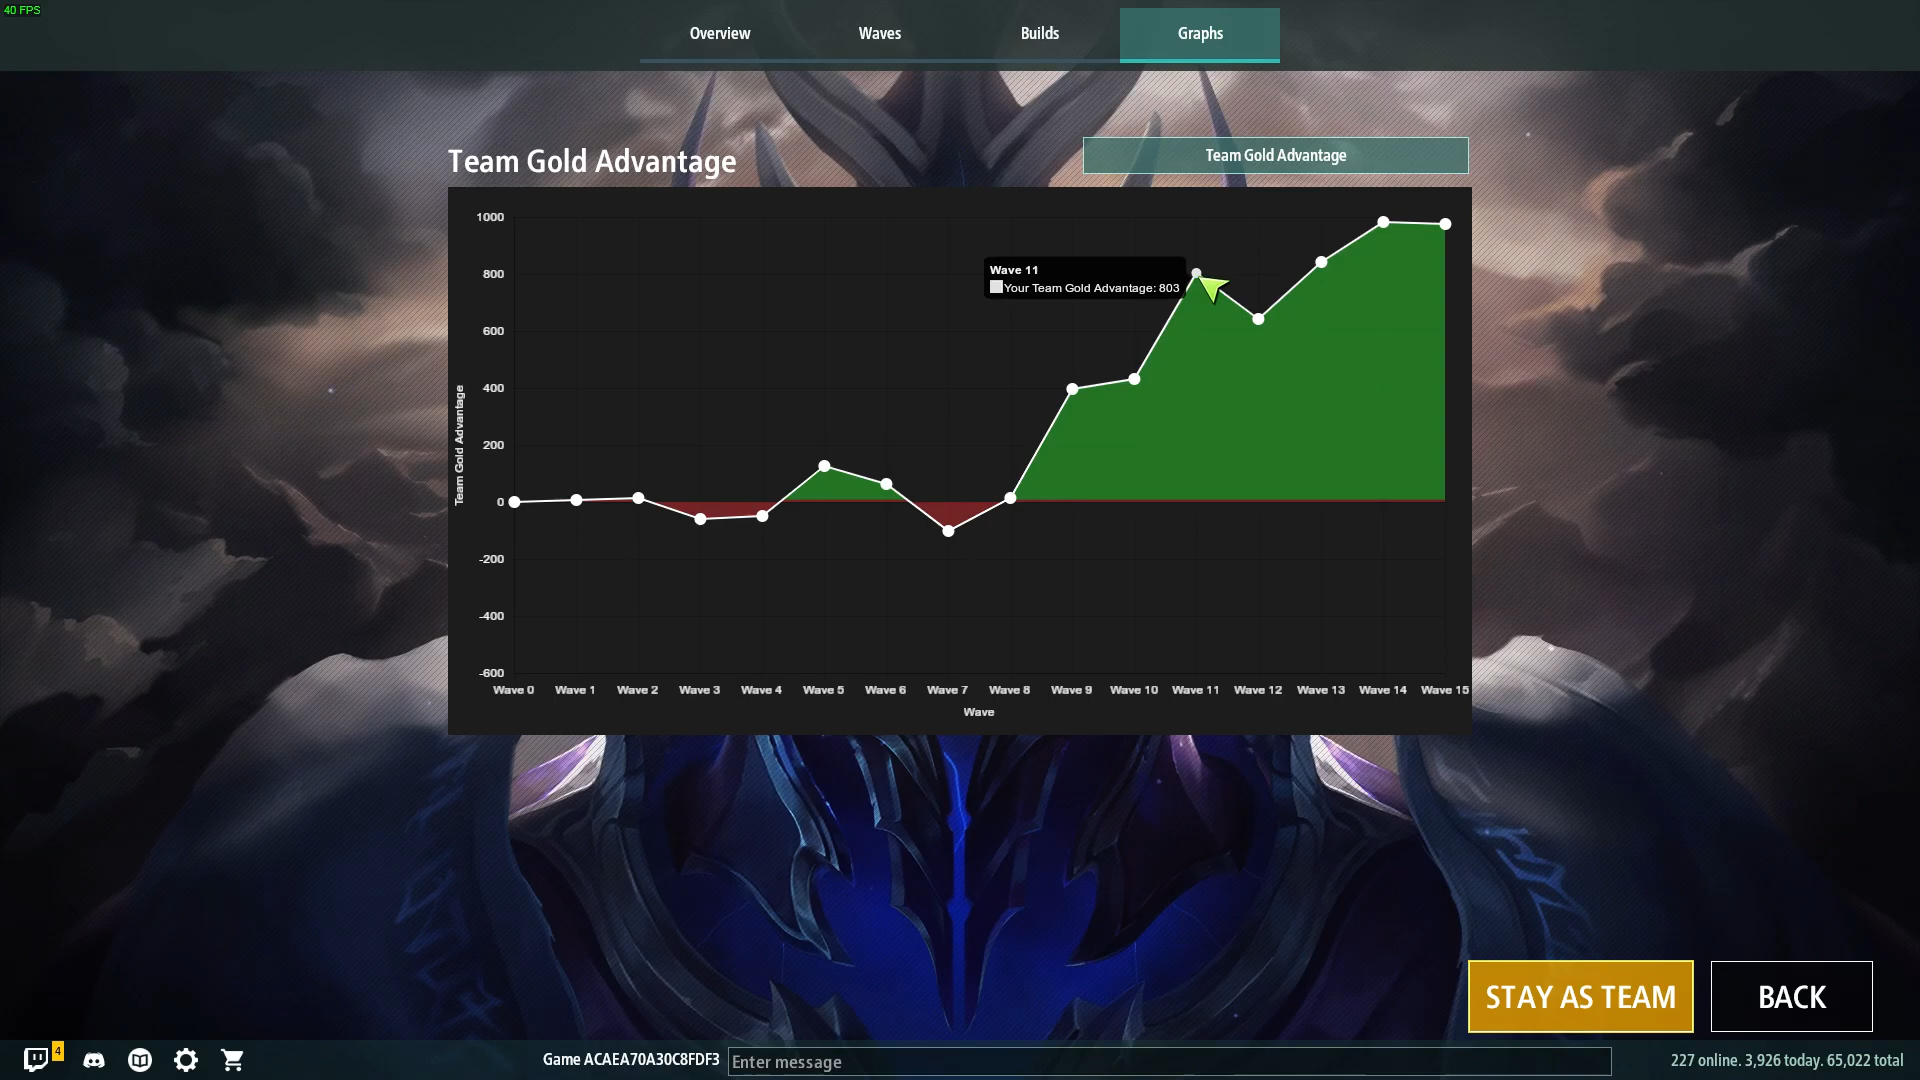 40 FPS
Overview
Waves
Builds
Graphs
Team Gold Advantage
Team Gold Advantage
Team Gold Advantage
1000
800
600
400
200
0
-200
-400
-600
Wave 11
Your Team Gold Advantage: 803
Wave 0 Wave 1 Wave 2 Wave 3 Wave 4 Wave 5 Wave 6 Wave 7 Wave 8 Wave 9 Wave 10 Wave 11 Wave 12 Wave 13 Wave 14 Wave 15
Wave
STAY AS TEAM
BACK
4
Game ACAEA70A30C8FDF3
Enter message
227 online. 3,926 today. 65,022 total